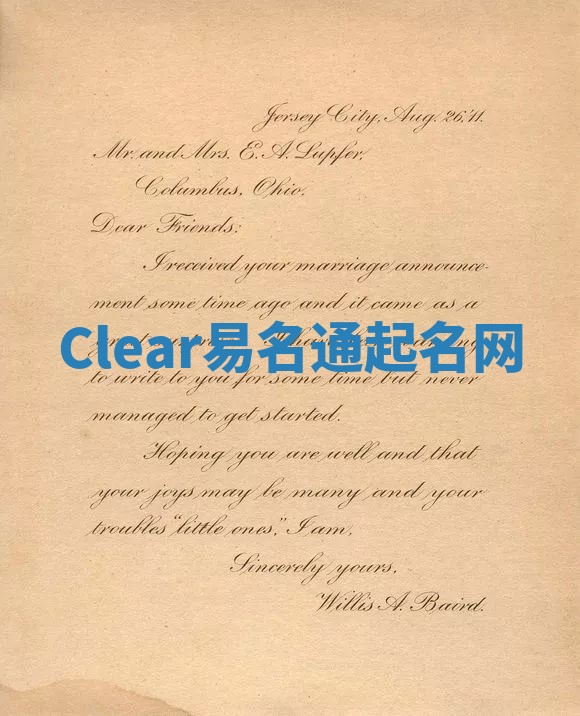 Jersey City, Aug. 26, '11.
Mr. and Mrs. E. A. Lupfer,
Columbus, Ohio.
Dear Friends:
I received your marriage announce-
ment some time ago and it came as a
Clear易名通起名网
to write to you for some time but never
managed to get started.
Hoping you are well and that
your joys may be many and your
troubles "little ones," I am,
Sincerely yours,
Willis A. Baird.